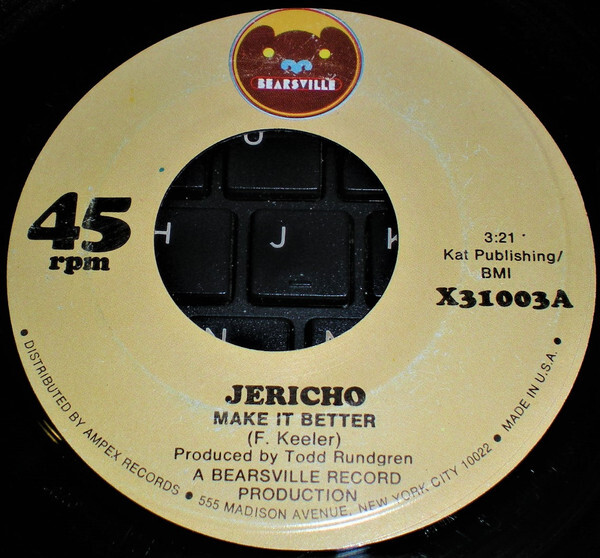 BEARSVILLE
45
rpm
3:21
Kat Publishing/
BMI
X31003A
JERICHO
MAKE IT BETTER
(F. Keeler)
Produced by Todd Rundgren
A BEARSVILLE RECORD
PRODUCTION
• DISTRIBUTED BY AMPEX RECORDS • 555 MADISON AVENUE, NEW YORK CITY 10022 • MADE IN U.S.A. •
U
H J K
N M